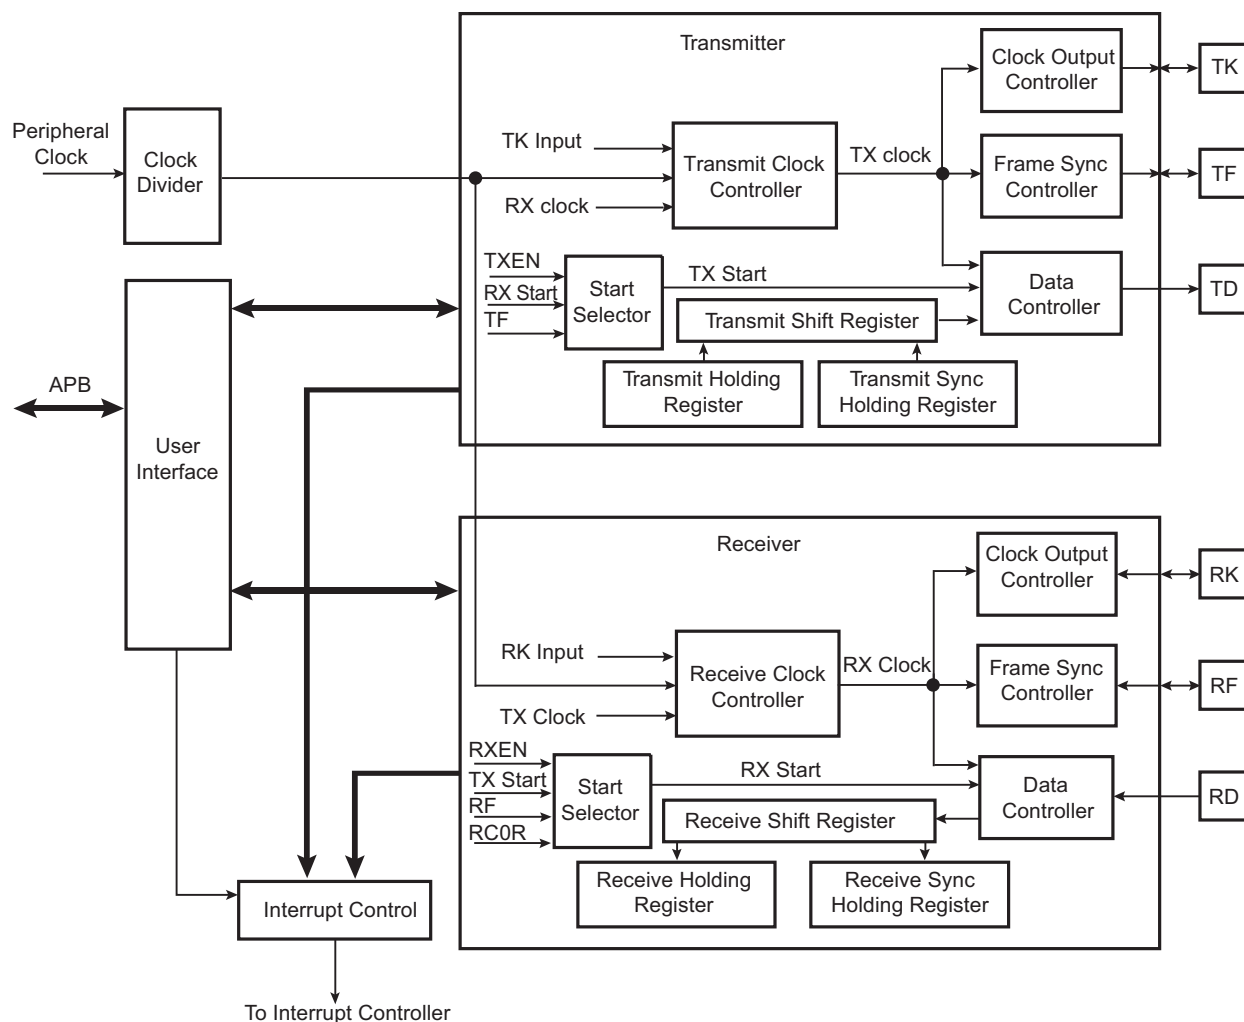 Transmitter
Clock Output
Controller
TK
Peripheral
Clock
Clock
Divider
TK Input
Transmit Clock
Controller
TX clock
Frame Sync
Controller
TF
RX clock
TXEN
RX Start
TF
Start
Selector
TX Start
Data
Controller
TD
Transmit Shift Register
Transmit Holding
Register
Transmit Sync
Holding Register
APB
User
Interface
Receiver
Clock Output
Controller
RK
RK Input
Receive Clock
Controller
RX Clock
Frame Sync
Controller
RF
TX Clock
RXEN
TX Start
RF
RC0R
Start
Selector
RX Start
Data
Controller
RD
Receive Shift Register
Receive Holding
Register
Receive Sync
Holding Register
Interrupt Control
To Interrupt Controller